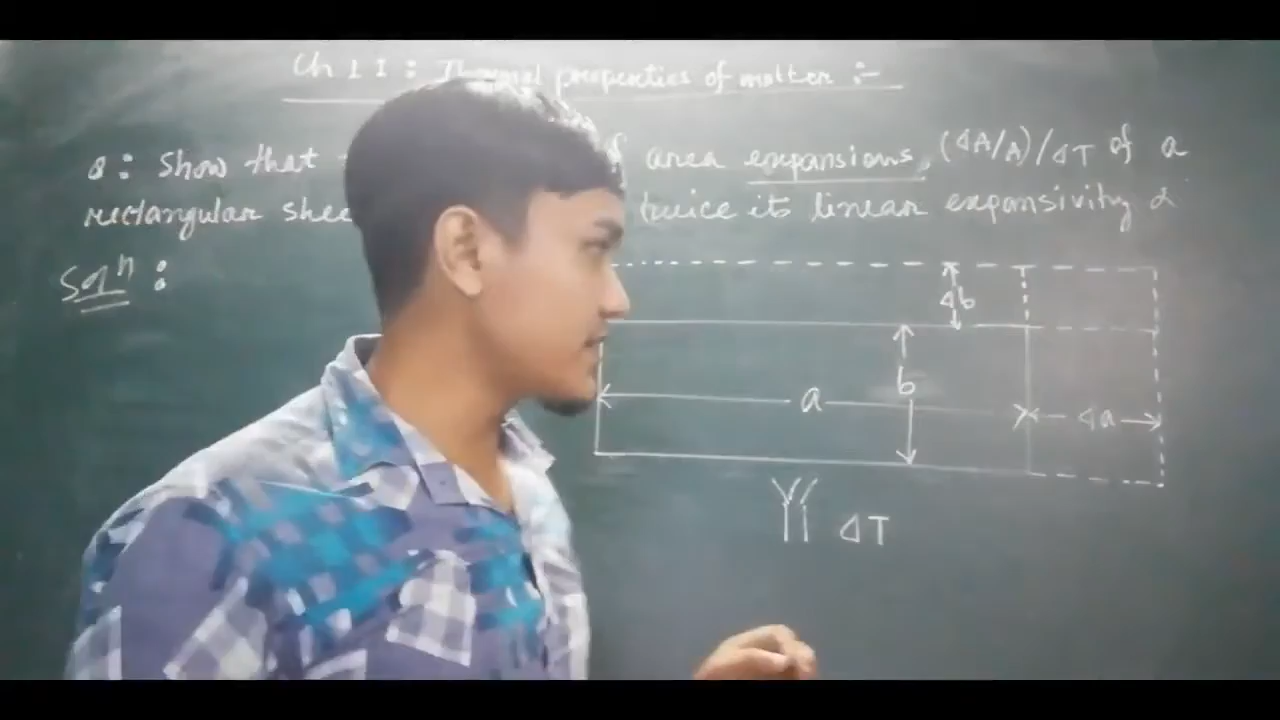 Ch 11: Thermal properties of matter :-
Q: Show that area expansions, (ΔA/A)/ΔT of a
rectangular twice its linear expansivity α
Solⁿ:
Δb
b
a
Δa
ΔT